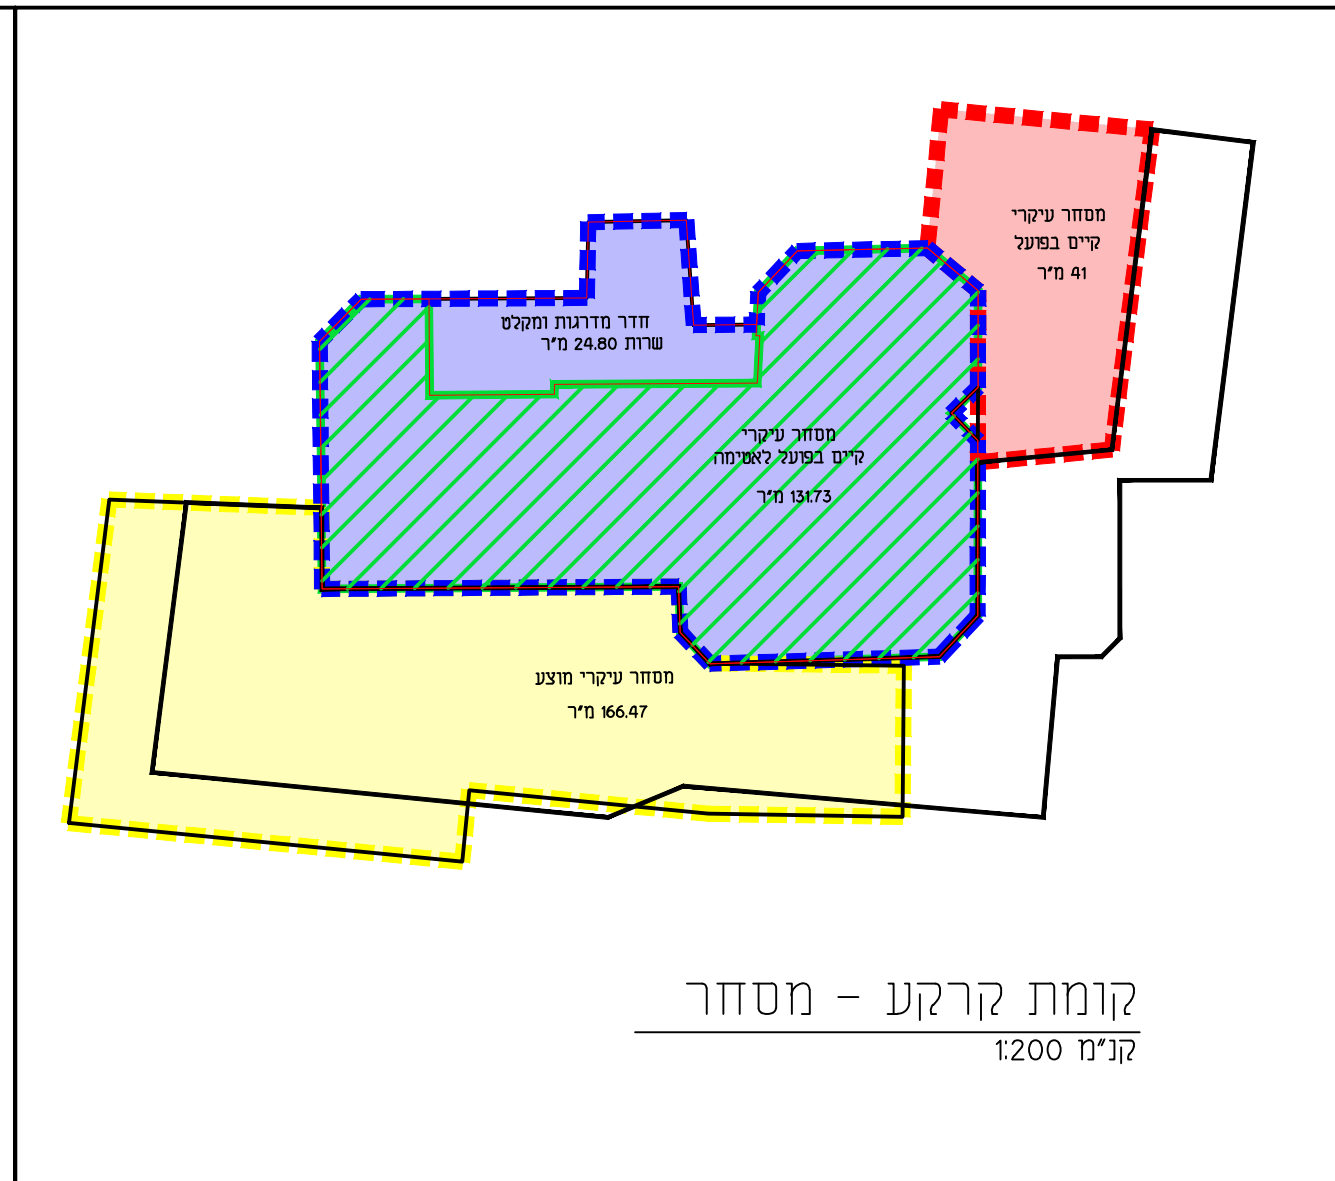 מסחר עיקרי
קיים בפועל
41 מ"ר
חדר מדרגות ומקלט
שרות 24.80 מ"ר
מסחר עיקרי
קיים בפועל לאטימה
131.73 מ"ר
מסחר עיקרי מוצע
166.47 מ"ר
קומת קרקע - מסחר
קנ"מ 1:200